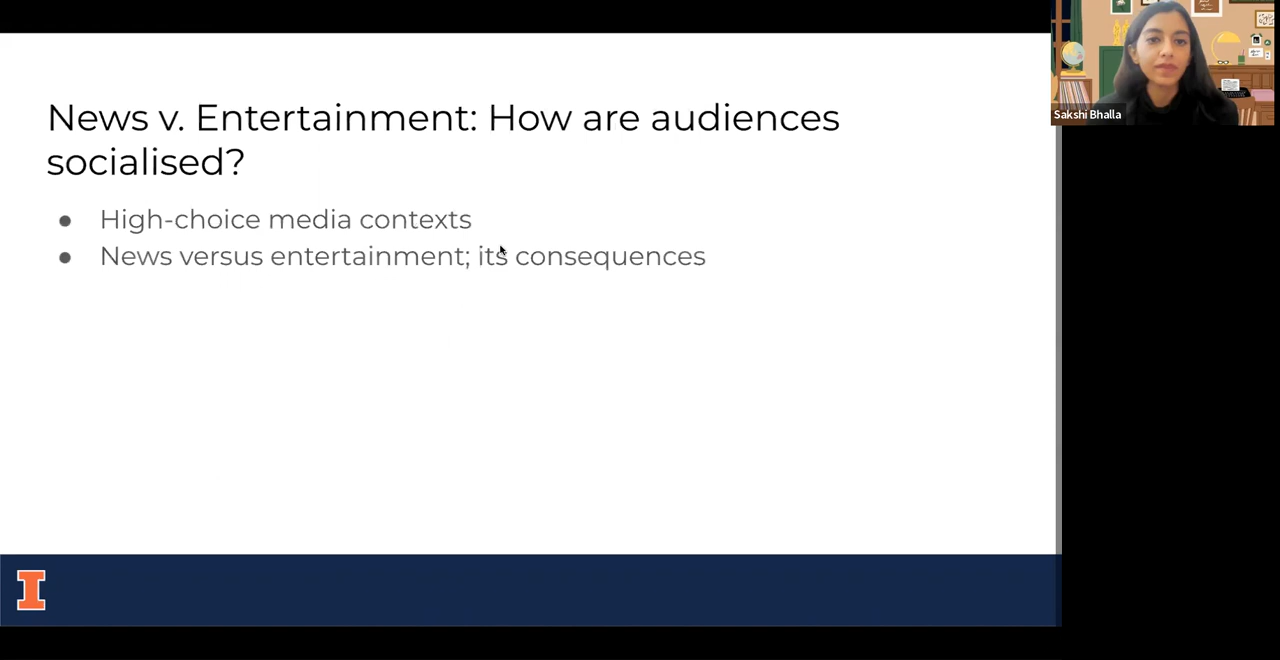 News v. Entertainment: How are audiences
socialised?
● High-choice media contexts
● News versus entertainment; its consequences
Sakshi Bhalla
I